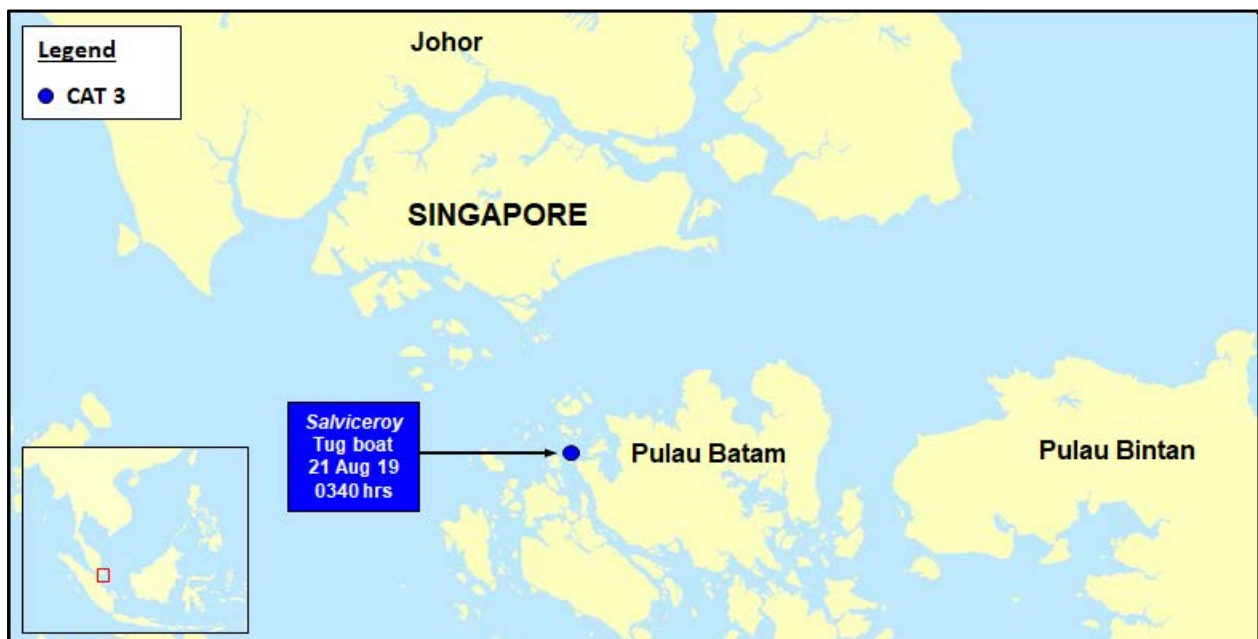 Legend
CAT 3
Johor
SINGAPORE
Salviceroy
Tug boat
21 Aug 19
0340 hrs
Pulau Batam
Pulau Bintan